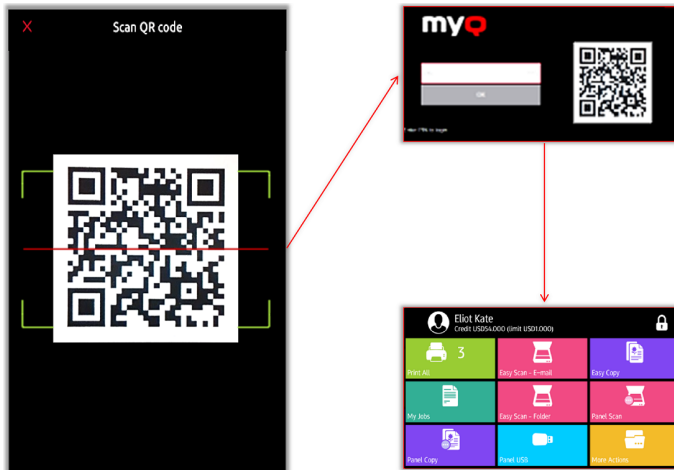 X
Scan QR code
myQ
OK
Eliot Kate
Credit USD54.000 (limit USD1.000)
3
Print All
Easy Scan - E-mail
Easy Copy
My Jobs
Easy Scan - Folder
Panel Scan
Panel Copy
Panel USB
More Actions